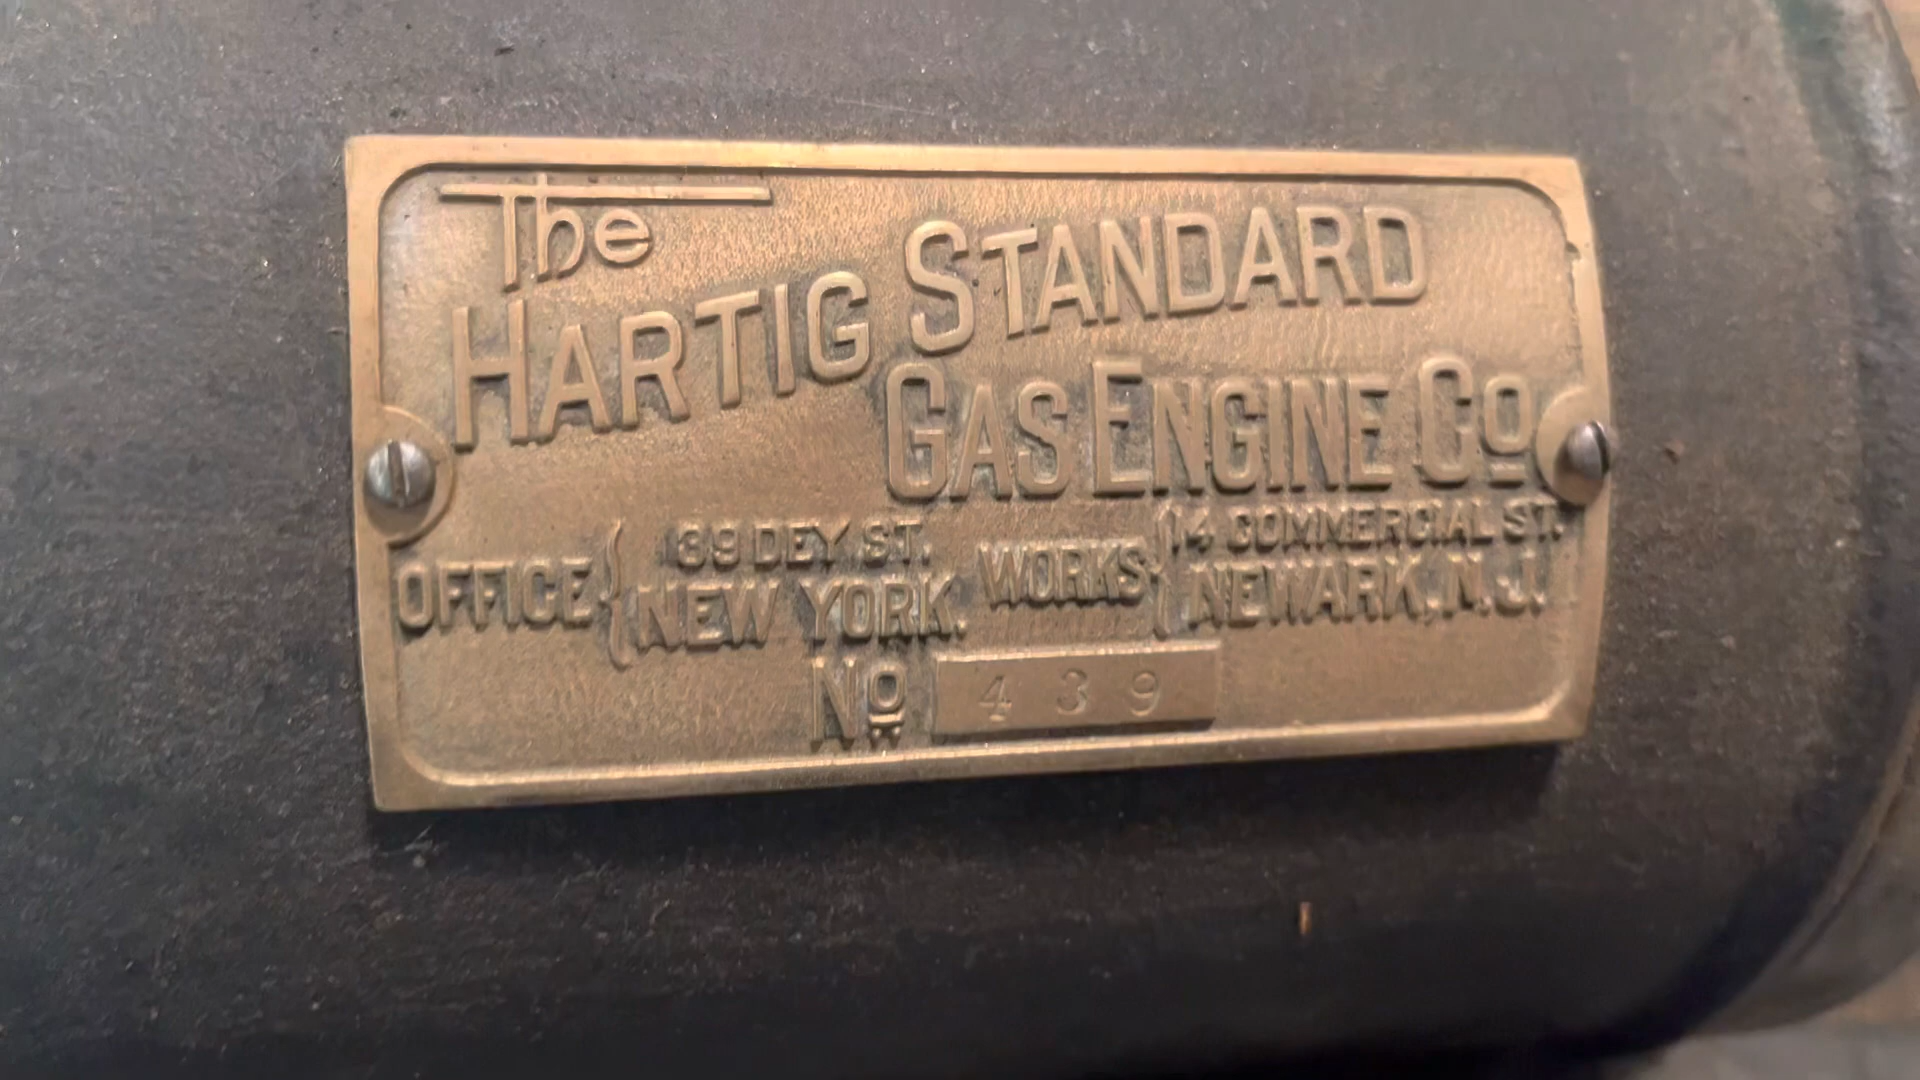 The
HARTIG STANDARD
GAS ENGINE Co
OFFICE { 39 DEY ST. NEW YORK. WORKS { 14 COMMERCIAL ST. NEWARK, N.J.
No 439